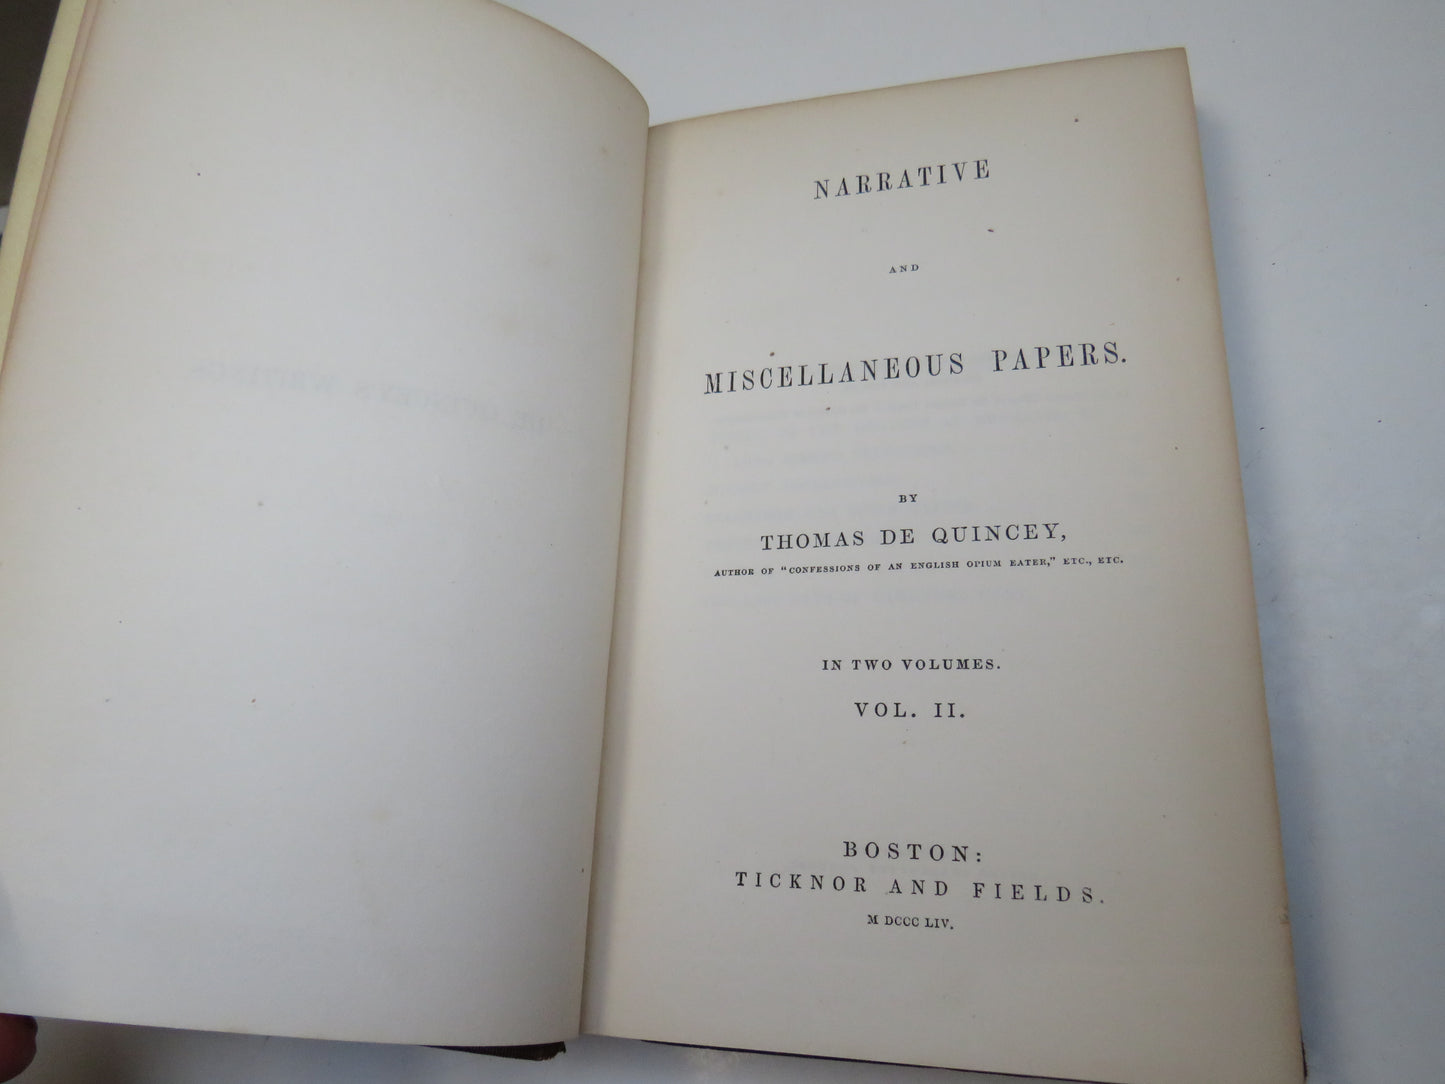 NARRATIVE
AND
MISCELLANEOUS PAPERS.
BY
THOMAS DE QUINCEY,
AUTHOR OF "CONFESSIONS OF AN ENGLISH OPIUM EATER," ETC., ETC.
IN TWO VOLUMES.
VOL. II.
BOSTON:
TICKNOR AND FIELDS.
M DCCC LIV.